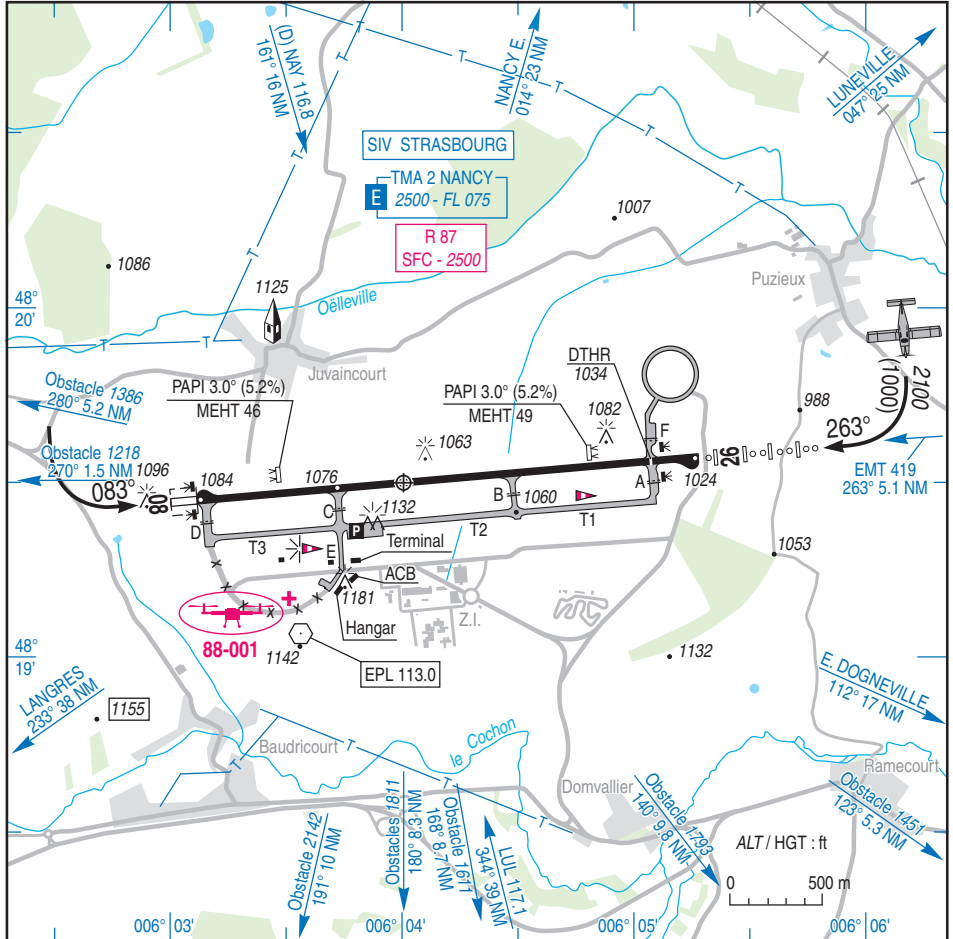 (D) NAY 116.8
161° 16 NM
NANCY E.
014° 23 NM
LUNEVILLE
047° 25 NM
SIV STRASBOURG
TMA 2 NANCY
E
2500 - FL 075
R 87
SFC - 2500
1007
1086
1125
Puzieux
48°
20'
Oëlleville
Juvaincourt
DTHR
1034
2100
(1000)
Obstacle 1386
280° 5.2 NM
PAPI 3.0° (5.2%)
MEHT 46
PAPI 3.0° (5.2%)
MEHT 49
1082
988
1063
F
263°
Obstacle 1218
270° 1.5 NM
1096
1084
1076
26
EMT 419
263° 5.1 NM
083°
08
A
1024
B
1060
C
1132
P
D
T3
T2
T1
Terminal
E
1053
ACB
1181
Z.I.
Hangar
88-001
48°
19'
1142
EPL 113.0
1132
LANGRES
233° 38 NM
1155
E. DOGNEVILLE
112° 17 NM
Baudricourt
le Cochon
Ramecourt
Domvallier
Obstacle 2142
191° 10 NM
Obstacles 1811
180° 8.3 NM
Obstacle 1611
168° 8.7 NM
LUL 117.1
344° 39 NM
Obstacle 1793
140° 9.8 NM
Obstacle 1451
123° 5.3 NM
ALT / HGT : ft
0 500 m
006° 03'
006° 04'
006° 05'
006° 06'
T
T
T
T
T
T
T
T
T
T